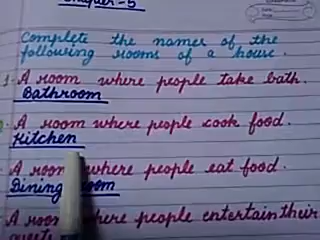 Chapter-5
Complete the names of the
following rooms of a house.
1. A room where people take bath.
Bathroom
A room where people cook food.
Kitchen
A room where people eat food.
Dining room
A room where people entertain their